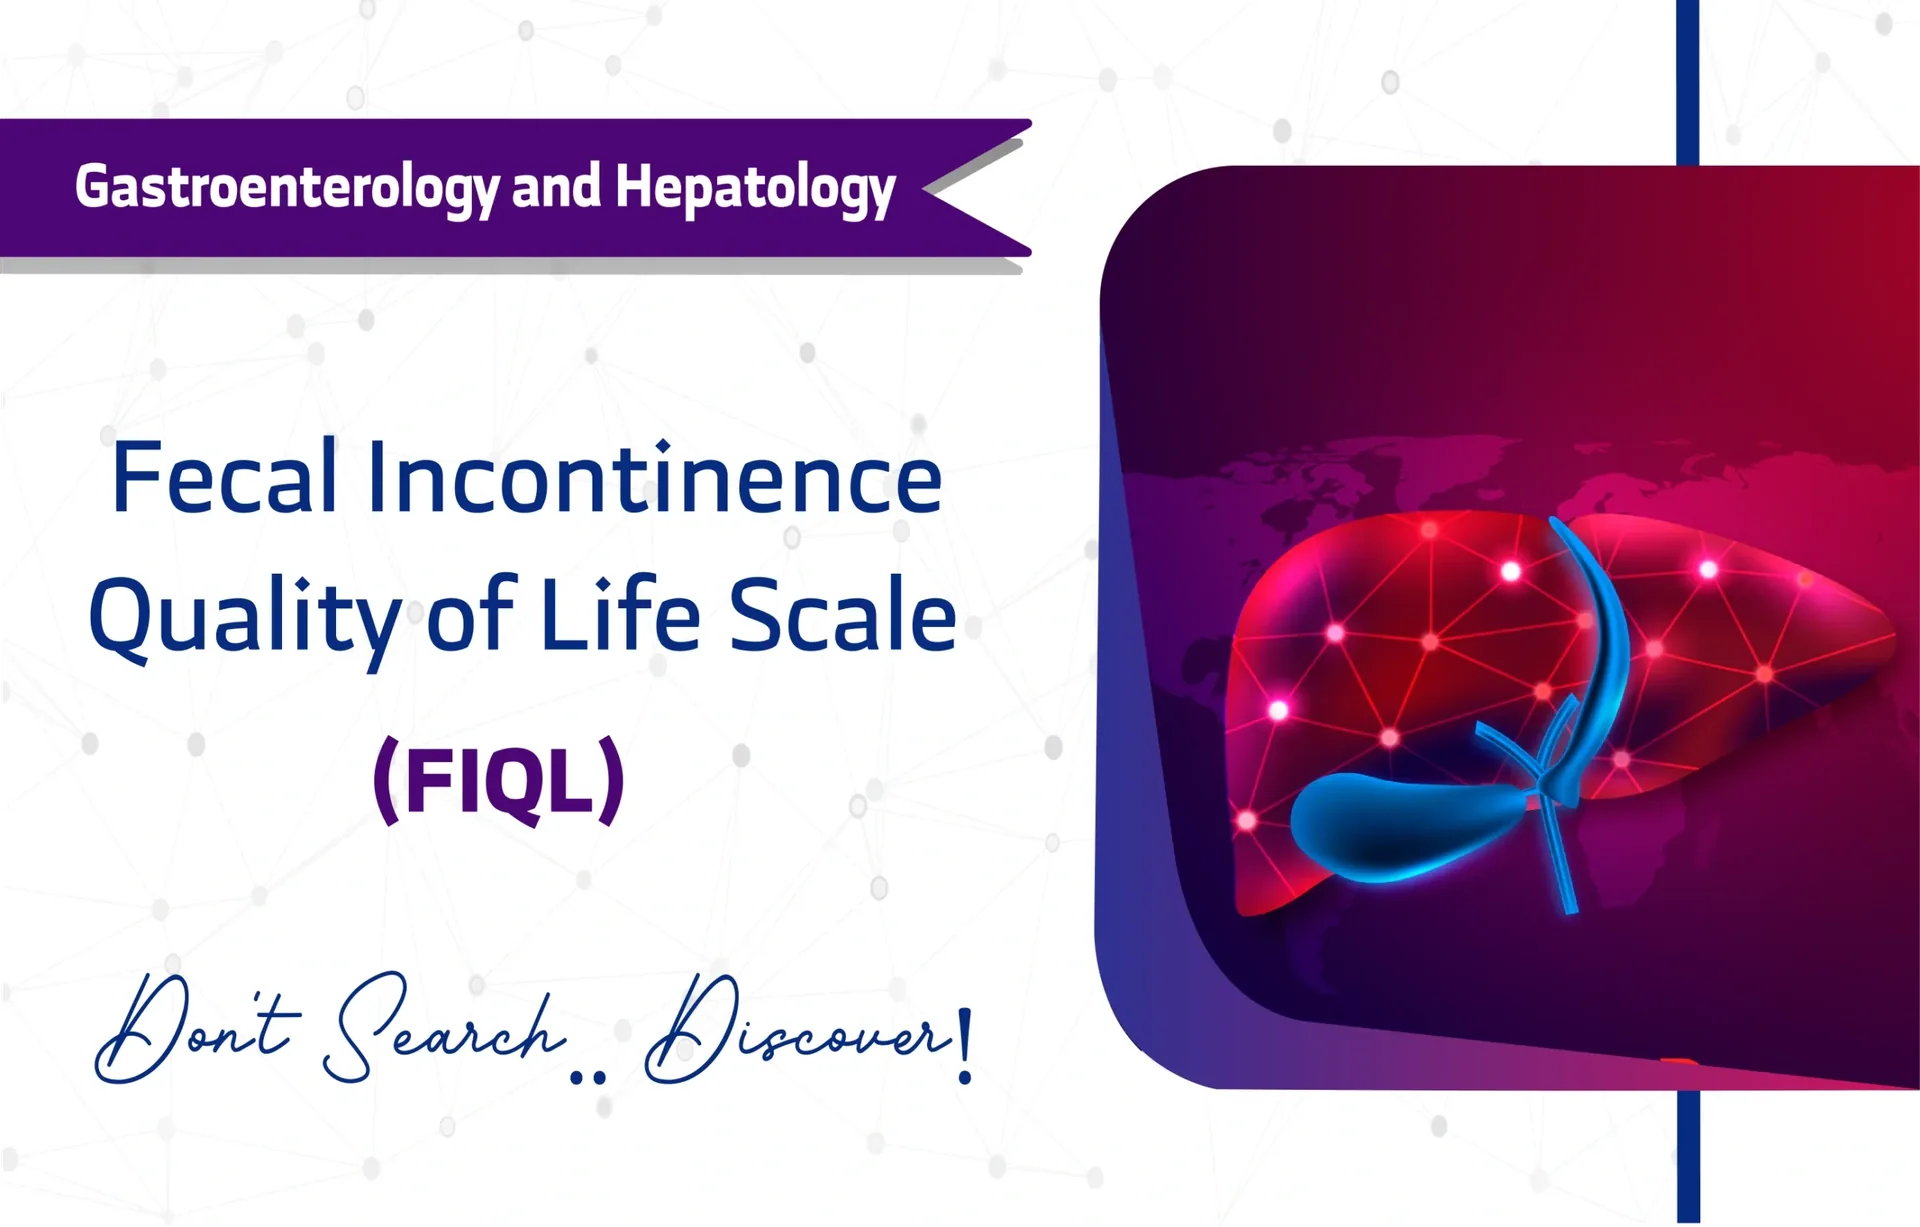 Gastroenterology and Hepatology
Fecal Incontinence
Quality of Life Scale
(FIQL)
Don't Search.. Discover!